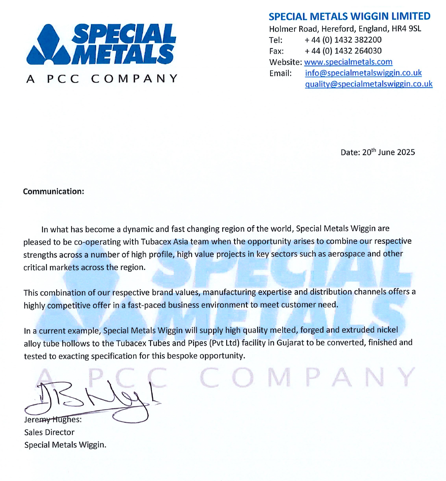 SPECIAL
METALS
A PCC COMPANY
SPECIAL METALS WIGGIN LIMITED
Holmer Road, Hereford, England, HR4 9SL
Tel: + 44 (0) 1432 382200
Fax: + 44 (0) 1432 264030
Website: www.specialmetals.com
Email: info@specialmetalswiggin.co.uk
quality@specialmetalswiggin.co.uk
Date: 20th June 2025
Communication:
In what has become a dynamic and fast changing region of the world, Special Metals Wiggin are
pleased to be co-operating with Tubacex Asia team when the opportunity arises to combine our respective
strengths across a number of high profile, high value projects in key sectors such as aerospace and other
critical markets across the region.
This combination of our respective brand values, manufacturing expertise and distribution channels offers a
highly competitive offer in a fast-paced business environment to meet customer need.
In a current example, Special Metals Wiggin will supply high quality melted, forged and extruded nickel
alloy tube hollows to the Tubacex Tubes and Pipes (Pvt Ltd) facility in Gujarat to be converted, finished and
tested to exacting specification for this bespoke opportunity.
SPECIAL
METALS
A PCC COMPANY
Jeremy Hughes:
Sales Director
Special Metals Wiggin.